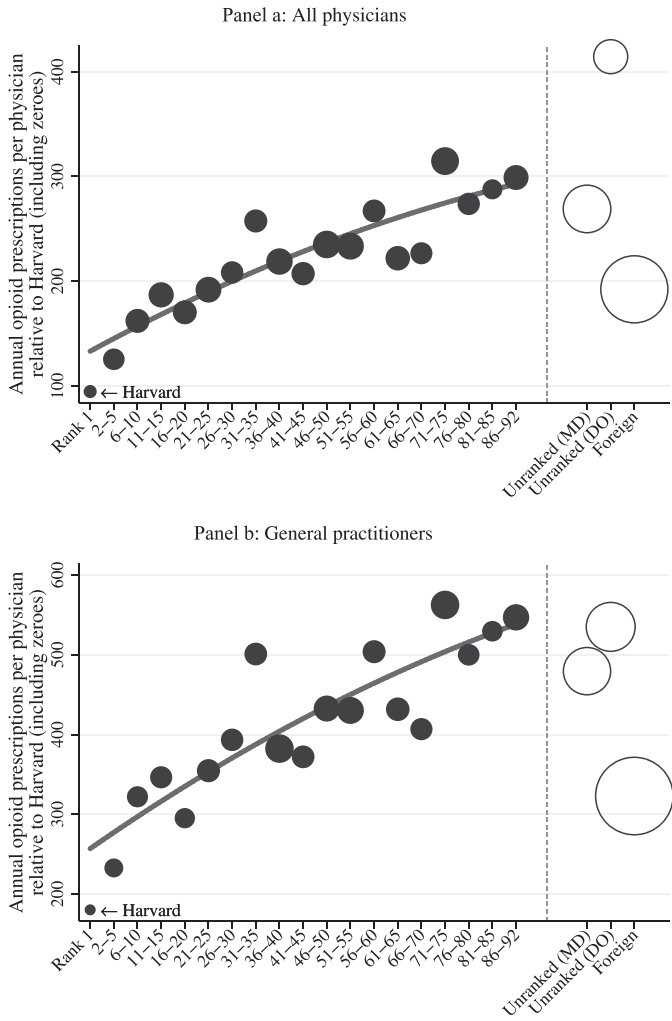 Panel a: All physicians
Annual opioid prescriptions per physician
relative to Harvard (including zeroes)
400
300
200
100
← Harvard
Rank 1
2–5
6–10
11–15
16–20
21–25
26–30
31–35
36–40
41–45
46–50
51–55
56–60
61–65
66–70
71–75
76–80
81–85
86–92
Unranked (MD)
Unranked (DO)
Foreign
Panel b: General practitioners
Annual opioid prescriptions per physician
relative to Harvard (including zeroes)
600
500
400
300
200
← Harvard
Rank 1
2–5
6–10
11–15
16–20
21–25
26–30
31–35
36–40
41–45
46–50
51–55
56–60
61–65
66–70
71–75
76–80
81–85
86–92
Unranked (MD)
Unranked (DO)
Foreign